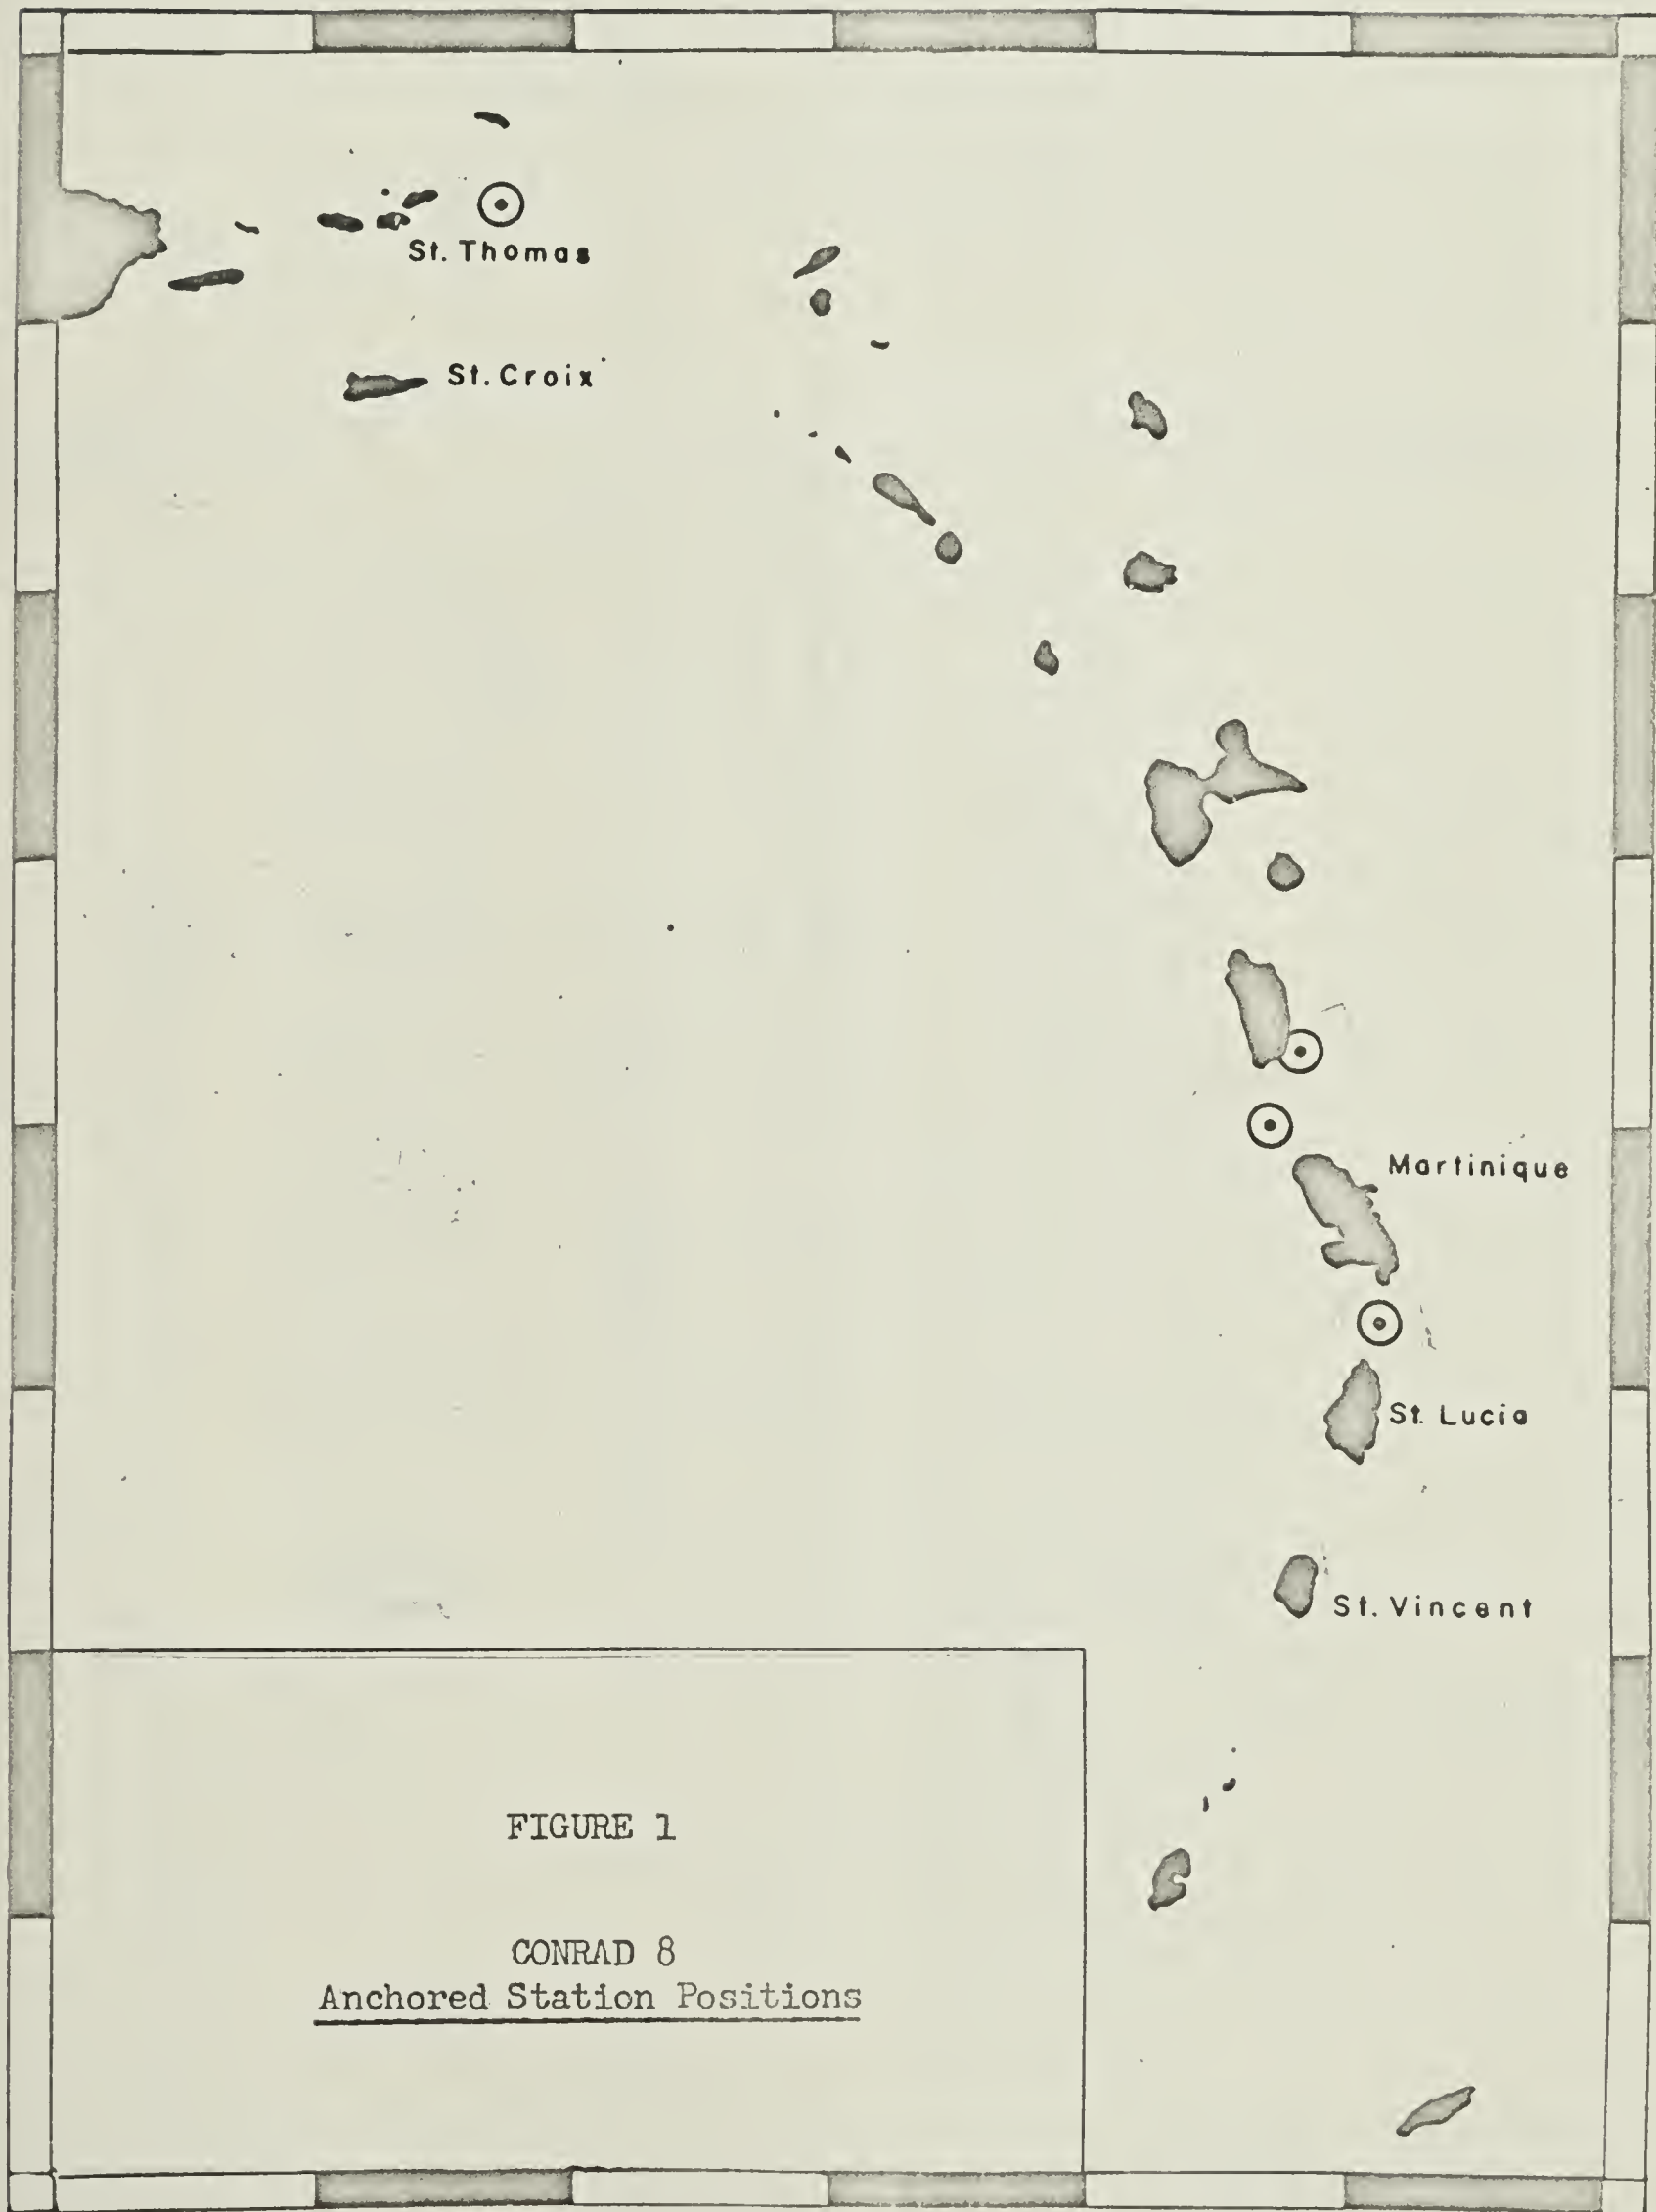 St. Thomas
St. Croix
Martinique
St. Lucia
St. Vincent
FIGURE 1
CONRAD 8
Anchored Station Positions